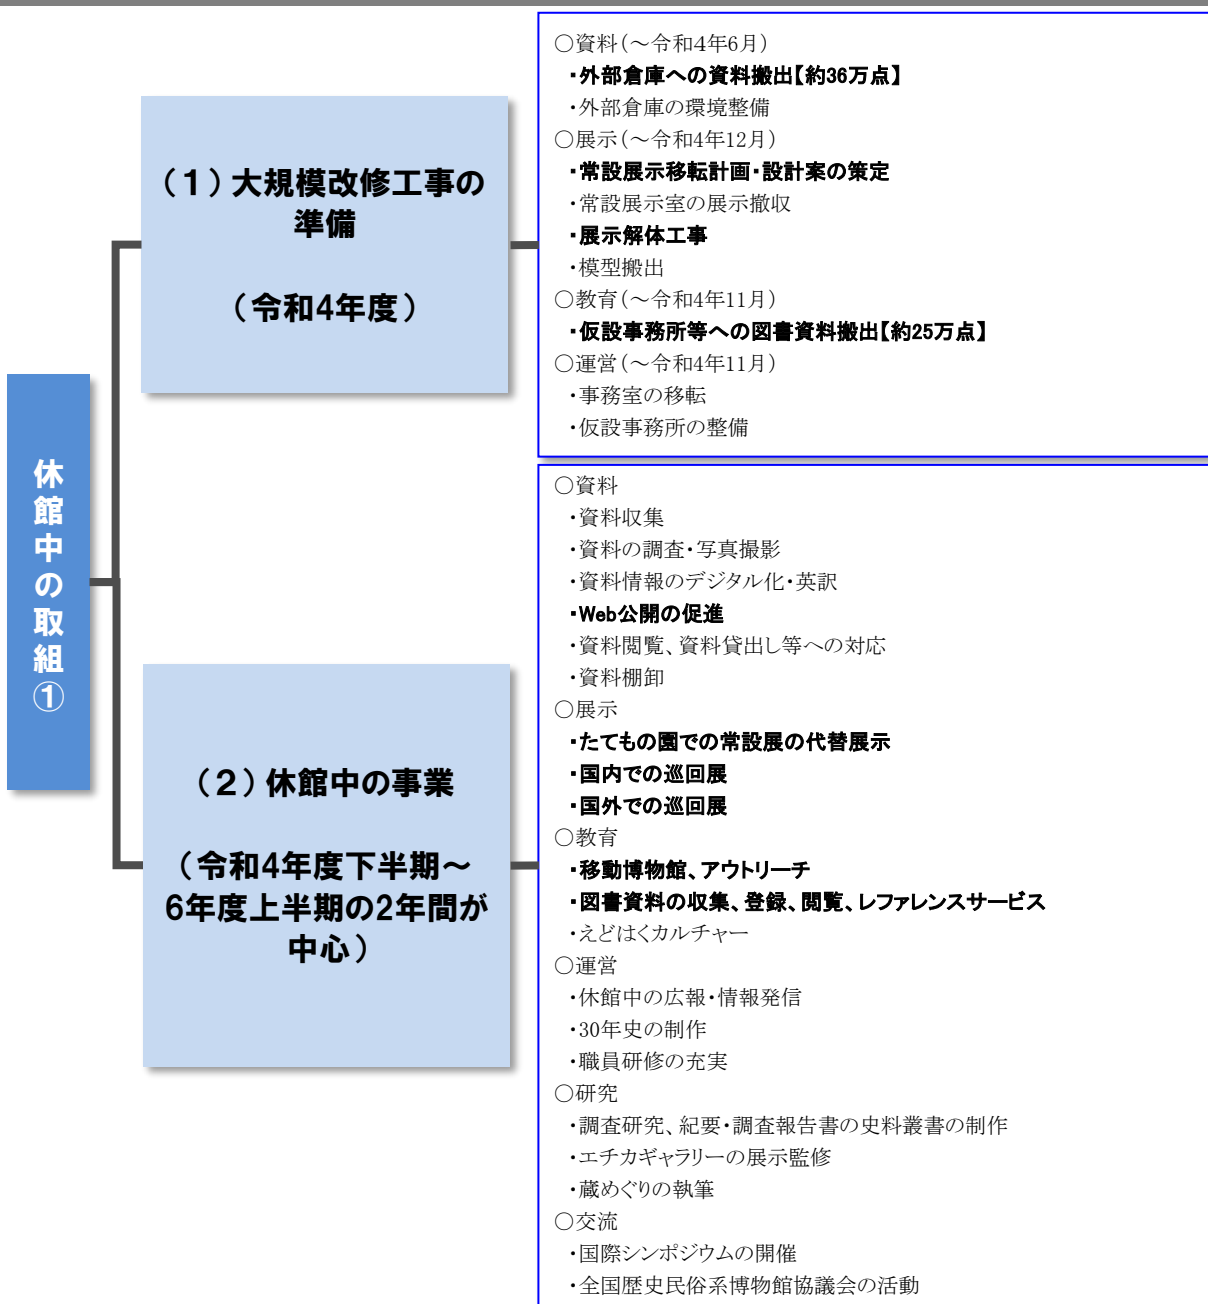 休館中の取組①
（１）大規模改修工事の
準備
（令和4年度）
○資料（～令和4年6月）
・外部倉庫への資料搬出【約36万点】
・外部倉庫の環境整備
○展示（～令和4年12月）
・常設展示移転計画・設計案の策定
・常設展示室の展示撤収
・展示解体工事
・模型搬出
○教育（～令和4年11月）
・仮設事務所等への図書資料搬出【約25万点】
○運営（～令和4年11月）
・事務室の移転
・仮設事務所の整備
（２）休館中の事業
（令和4年度下半期～
6年度上半期の2年間が
中心）
○資料
・資料収集
・資料の調査・写真撮影
・資料情報のデジタル化・英訳
・Web公開の促進
・資料閲覧、資料貸出し等への対応
・資料棚卸
○展示
・たてもの園での常設展の代替展示
・国内での巡回展
・国外での巡回展
○教育
・移動博物館、アウトリーチ
・図書資料の収集、登録、閲覧、レファレンスサービス
・えどはくカルチャー
○運営
・休館中の広報・情報発信
・30年史の制作
・職員研修の充実
○研究
・調査研究、紀要・調査報告書の史料叢書の制作
・エチカギャラリーの展示監修
・蔵めぐりの執筆
○交流
・国際シンポジウムの開催
・全国歴史民俗系博物館協議会の活動